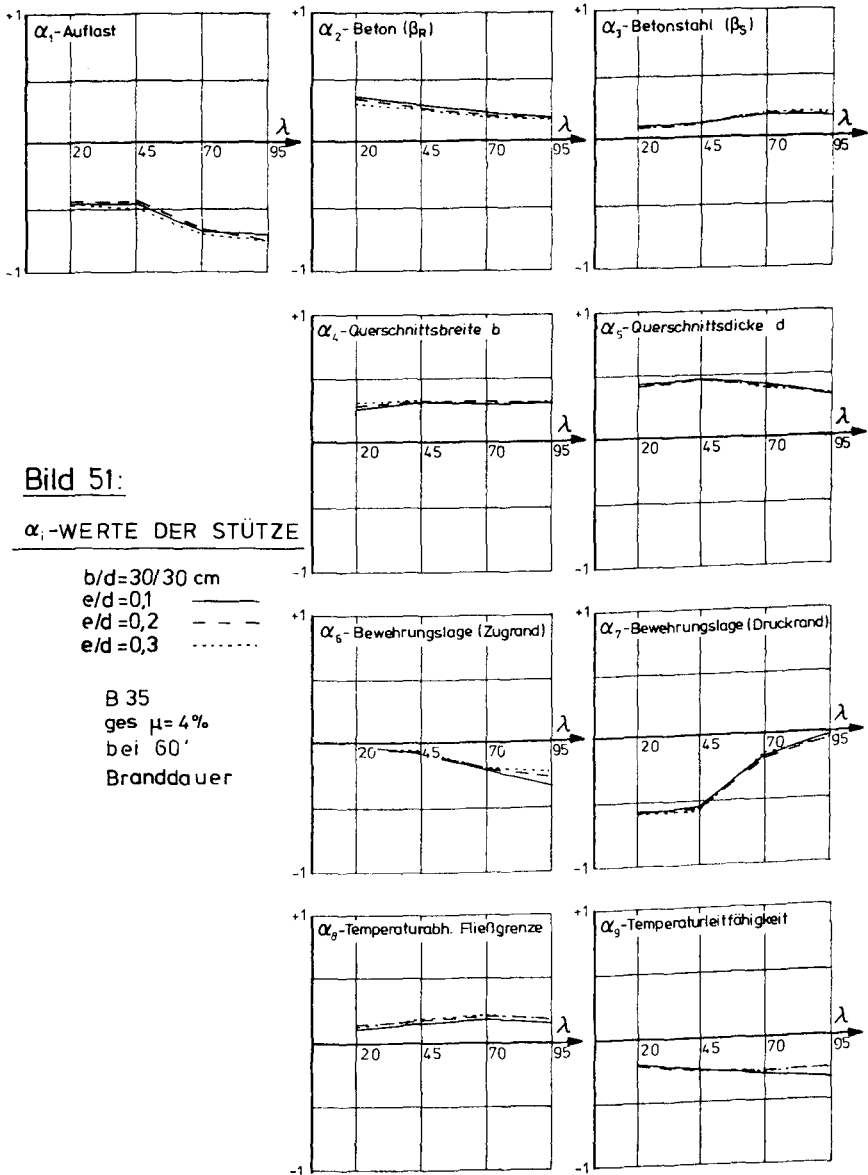 +1
α₁-Auflast
λ
20 45 70 95
-1
+1
α₂-Beton (βR)
λ
20 45 70 95
-1
+1
α₃-Betonstahl (βS)
λ
20 45 70 95
-1
+1
α₄-Querschnittsbreite b
λ
20 45 70 95
-1
+1
α₅-Querschnittsdicke d
λ
20 45 70 95
-1
Bild 51:
αᵢ-WERTE DER STÜTZE
b/d=30/30 cm
e/d=0,1
e/d=0,2
e/d=0,3
B 35
ges µ=4%
bei 60'
Branddauer
+1
α₆-Bewehrungslage (Zugrand)
λ
20 45 70 95
-1
+1
α₇-Bewehrungslage (Druckrand)
λ
20 45 70 95
-1
+1
α₈-Temperaturabh. Fließgrenze
λ
20 45 70 95
-1
+1
α₉-Temperaturleitfähigkeit
λ
20 45 70 95
-1